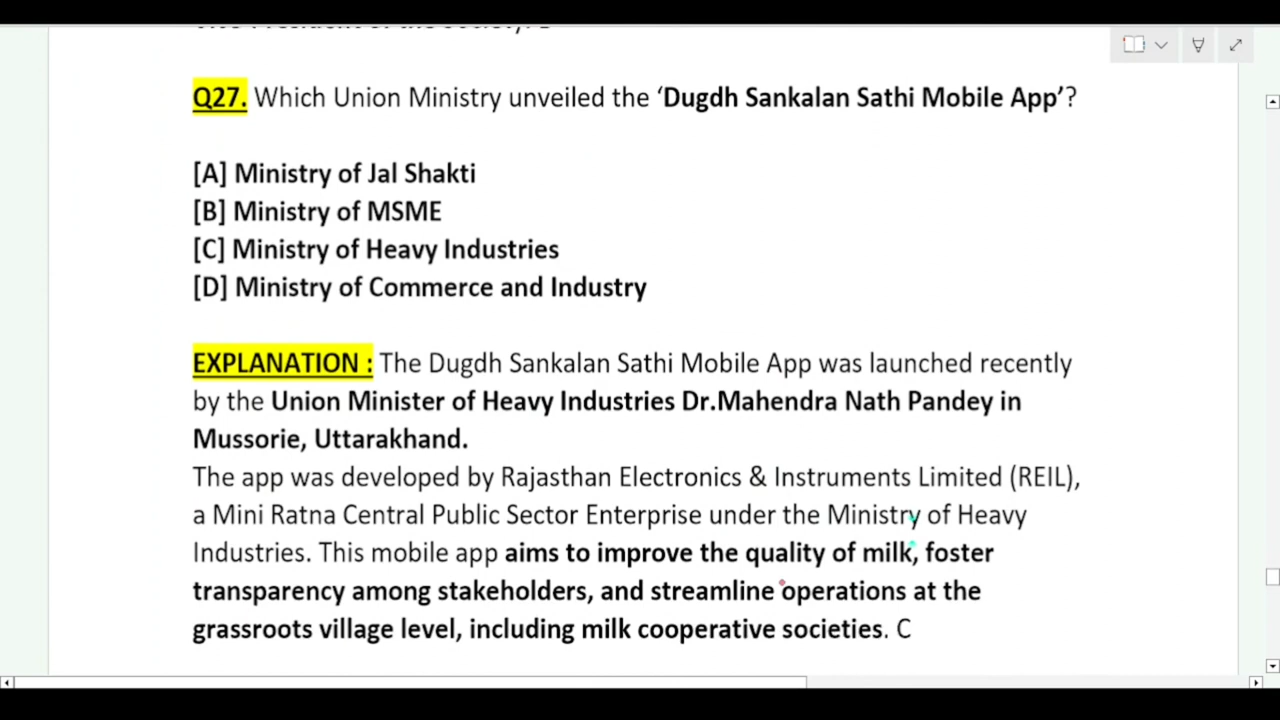 Q27. Which Union Ministry unveiled the ‘Dugdh Sankalan Sathi Mobile App’?
[A] Ministry of Jal Shakti
[B] Ministry of MSME
[C] Ministry of Heavy Industries
[D] Ministry of Commerce and Industry
EXPLANATION : The Dugdh Sankalan Sathi Mobile App was launched recently
by the Union Minister of Heavy Industries Dr.Mahendra Nath Pandey in
Mussorie, Uttarakhand.
The app was developed by Rajasthan Electronics & Instruments Limited (REIL),
a Mini Ratna Central Public Sector Enterprise under the Ministry of Heavy
Industries. This mobile app aims to improve the quality of milk, foster
transparency among stakeholders, and streamline operations at the
grassroots village level, including milk cooperative societies. C